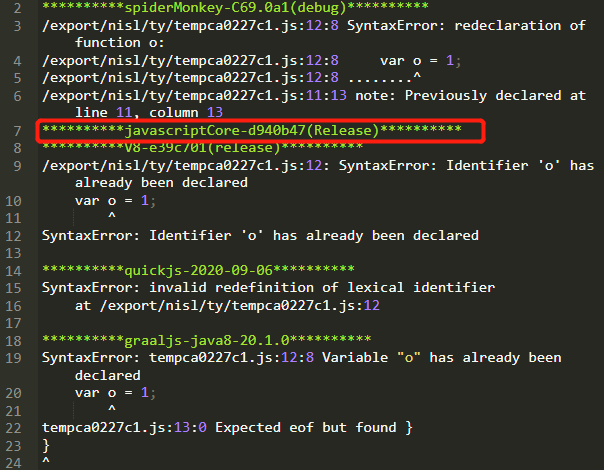 2 **********spiderMonkey-C69.0a1(debug)**********
3 /export/nisl/ty/tempca0227c1.js:12:8 SyntaxError: redeclaration of
function o:
4 /export/nisl/ty/tempca0227c1.js:12:8     var o = 1;
5 /export/nisl/ty/tempca0227c1.js:12:8 ........^
6 /export/nisl/ty/tempca0227c1.js:11:13 note: Previously declared at
line 11, column 13
7 **********javascriptCore-d940b47(Release)**********
8 **********V8-e39c701(release)**********
9 /export/nisl/ty/tempca0227c1.js:12: SyntaxError: Identifier 'o' has
already been declared
10     var o = 1;
11         ^
12 SyntaxError: Identifier 'o' has already been declared
13
14 **********quickjs-2020-09-06**********
15 SyntaxError: invalid redefinition of lexical identifier
16     at /export/nisl/ty/tempca0227c1.js:12
17
18 **********graaljs-java8-20.1.0**********
19 SyntaxError: tempca0227c1.js:12:8 Variable "o" has already been
declared
20     var o = 1;
21         ^
22 tempca0227c1.js:13:0 Expected eof but found }
23 }
24 ^